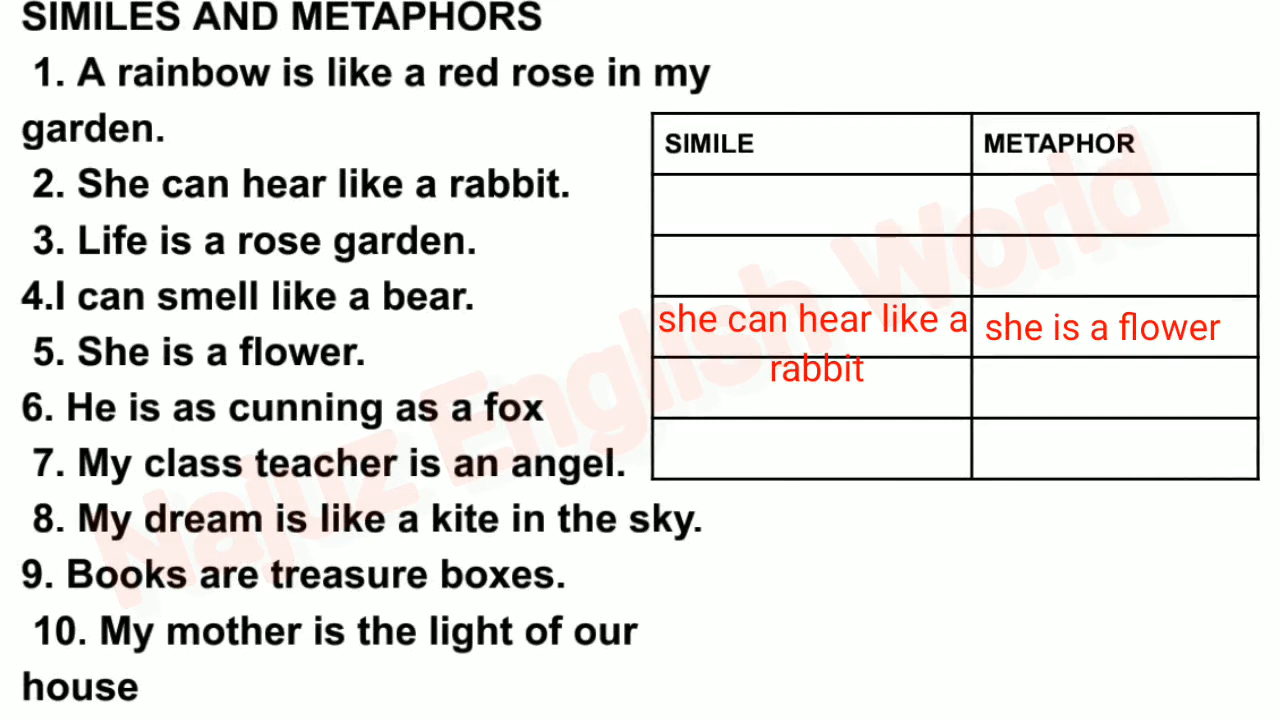 SIMILES AND METAPHORS
1. A rainbow is like a red rose in my
garden.
2. She can hear like a rabbit.
3. Life is a rose garden.
4.I can smell like a bear.
5. She is a flower.
6. He is as cunning as a fox
7. My class teacher is an angel.
8. My dream is like a kite in the sky.
9. Books are treasure boxes.
10. My mother is the light of our
house
SIMILE
METAPHOR
she can hear like a
rabbit
she is a flower
Najuz English World